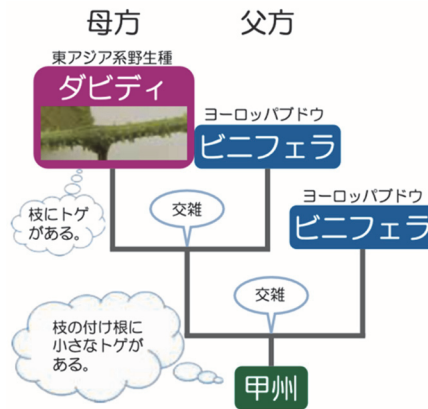 母方
父方
東アジア系野生種
ダビディ
ヨーロッパブドウ
ビニフェラ
ヨーロッパブドウ
ビニフェラ
枝にトゲ
がある。
交雑
交雑
枝の付け根に
小さなトゲが
ある。
甲州